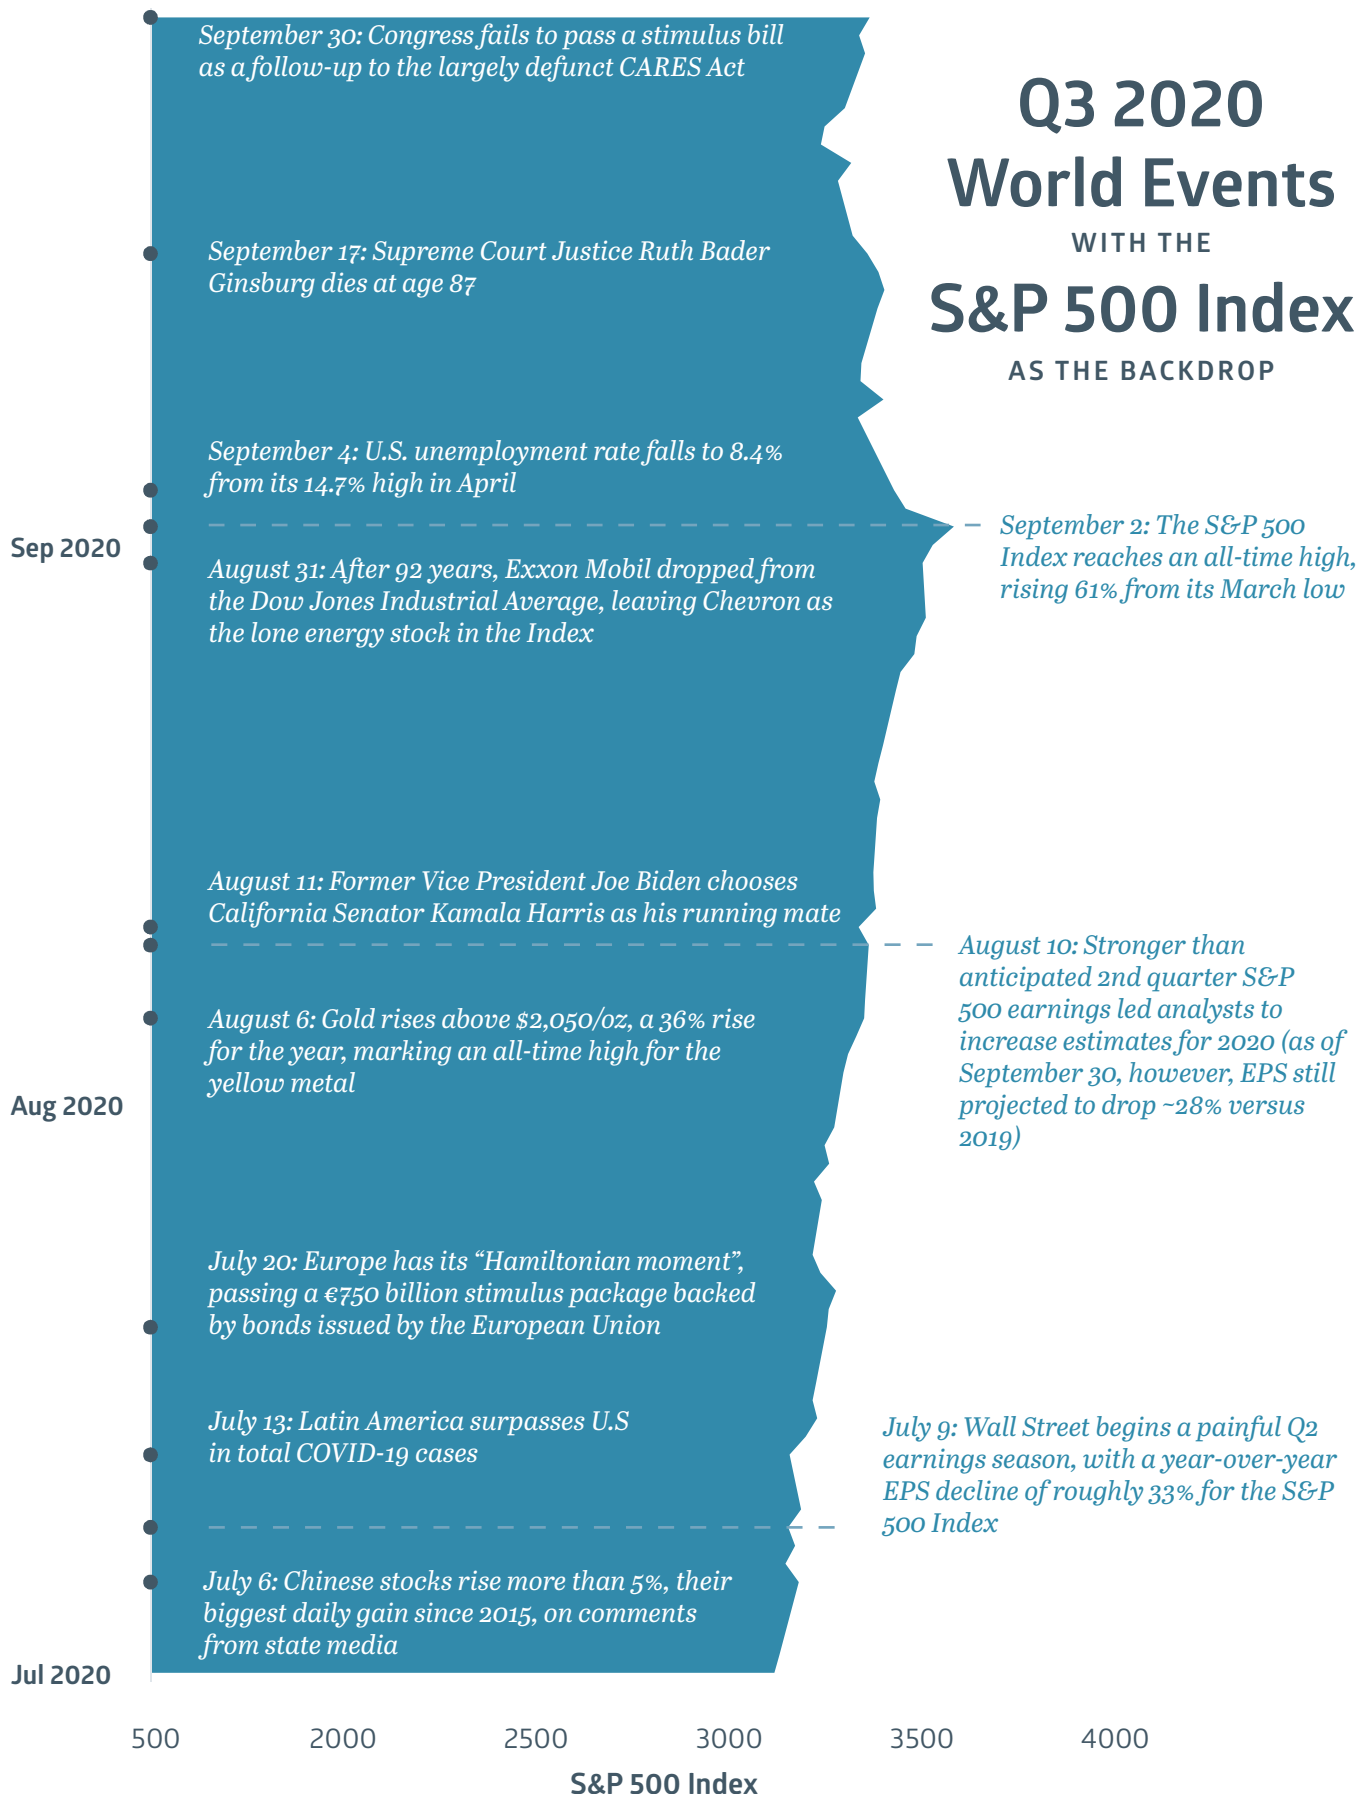 September 30: Congress fails to pass a stimulus bill
as a follow-up to the largely defunct CARES Act
Q3 2020
World Events
WITH THE
S&P 500 Index
AS THE BACKDROP
September 17: Supreme Court Justice Ruth Bader
Ginsburg dies at age 87
September 4: U.S. unemployment rate falls to 8.4%
from its 14.7% high in April
September 2: The S&P 500
Index reaches an all-time high,
rising 61% from its March low
Sep 2020
August 31: After 92 years, Exxon Mobil dropped from
the Dow Jones Industrial Average, leaving Chevron as
the lone energy stock in the Index
August 11: Former Vice President Joe Biden chooses
California Senator Kamala Harris as his running mate
August 10: Stronger than
anticipated 2nd quarter S&P
500 earnings led analysts to
increase estimates for 2020 (as of
September 30, however, EPS still
projected to drop ~28% versus
2019)
August 6: Gold rises above $2,050/oz, a 36% rise
for the year, marking an all-time high for the
yellow metal
Aug 2020
July 20: Europe has its “Hamiltonian moment”,
passing a €750 billion stimulus package backed
by bonds issued by the European Union
July 13: Latin America surpasses U.S
in total COVID-19 cases
July 9: Wall Street begins a painful Q2
earnings season, with a year-over-year
EPS decline of roughly 33% for the S&P
500 Index
July 6: Chinese stocks rise more than 5%, their
biggest daily gain since 2015, on comments
from state media
Jul 2020
500 2000 2500 3000 3500 4000
S&P 500 Index